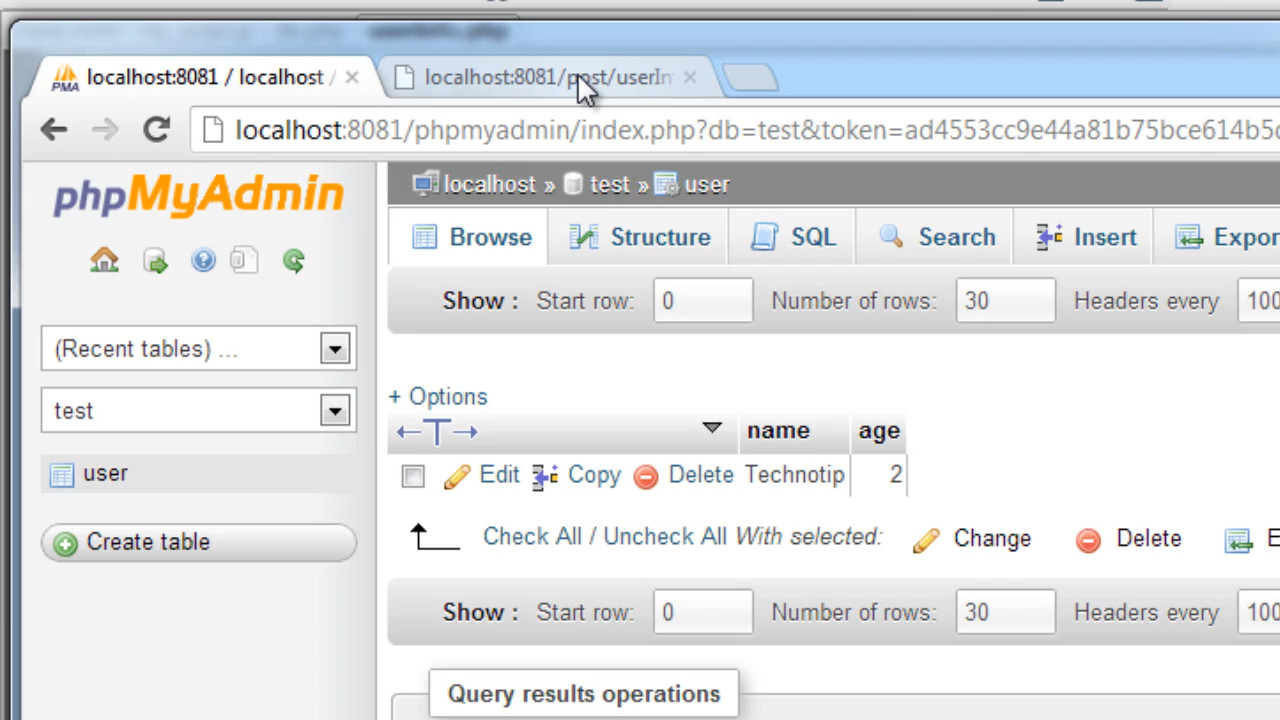 localhost:8081 / localhost /
localhost:8081/post/userIn
localhost:8081/phpmyadmin/index.php?db=test&token=ad4553cc9e44a81b75bce614b5c
phpMyAdmin
localhost » test » user
Browse Structure SQL Search Insert Expor
Show : Start row: 0 Number of rows: 30 Headers every 100
(Recent tables) ...
test
user
Create table
+ Options
name age
Edit Copy Delete Technotip 2
Check All / Uncheck All With selected: Change Delete E
Show : Start row: 0 Number of rows: 30 Headers every 100
Query results operations